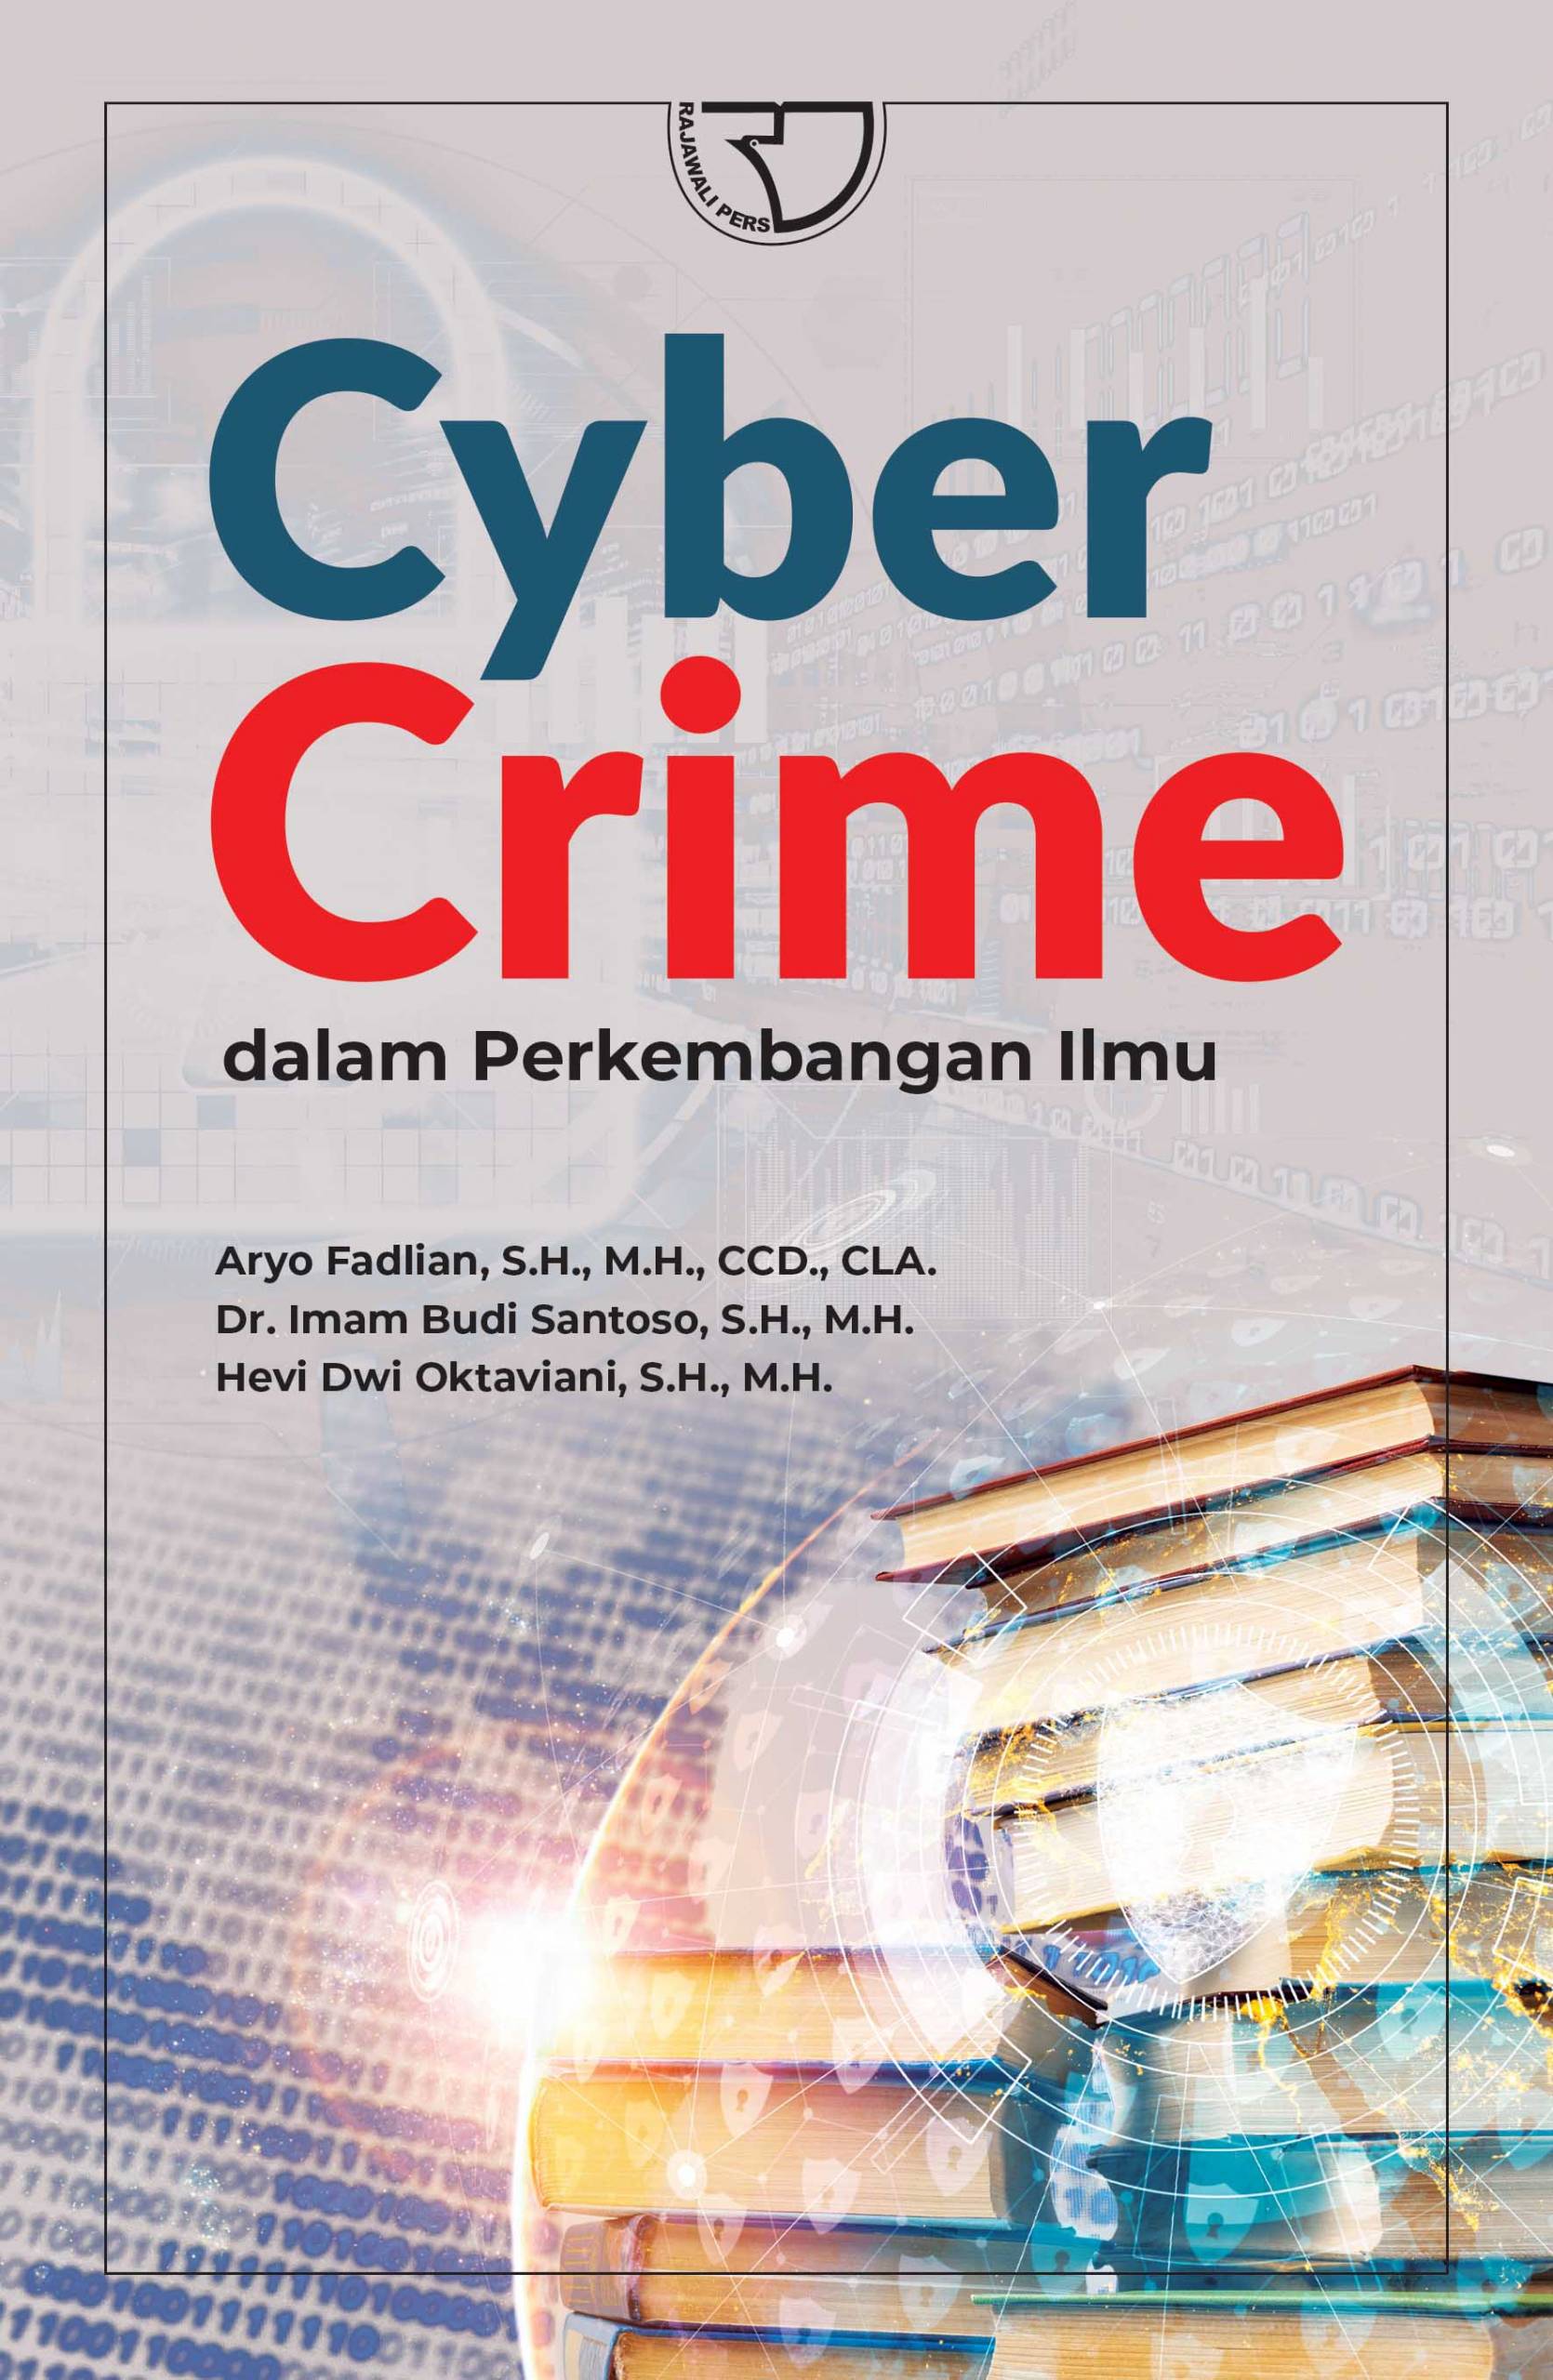 RAJAWALI PERS
Cyber
Crime
dalam Perkembangan Ilmu
Aryo Fadlian, S.H., M.H., CCD., CLA.
Dr. Imam Budi Santoso, S.H., M.H.
Hevi Dwi Oktaviani, S.H., M.H.